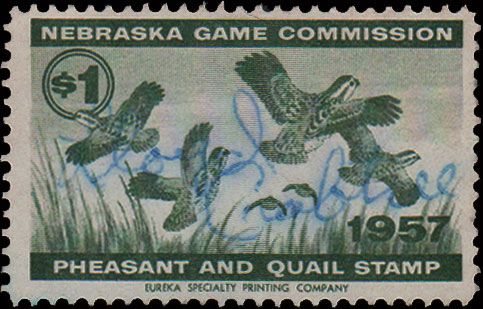 NEBRASKA GAME COMMISSION
$1
1957
PHEASANT AND QUAIL STAMP
EUREKA SPECIALTY PRINTING COMPANY